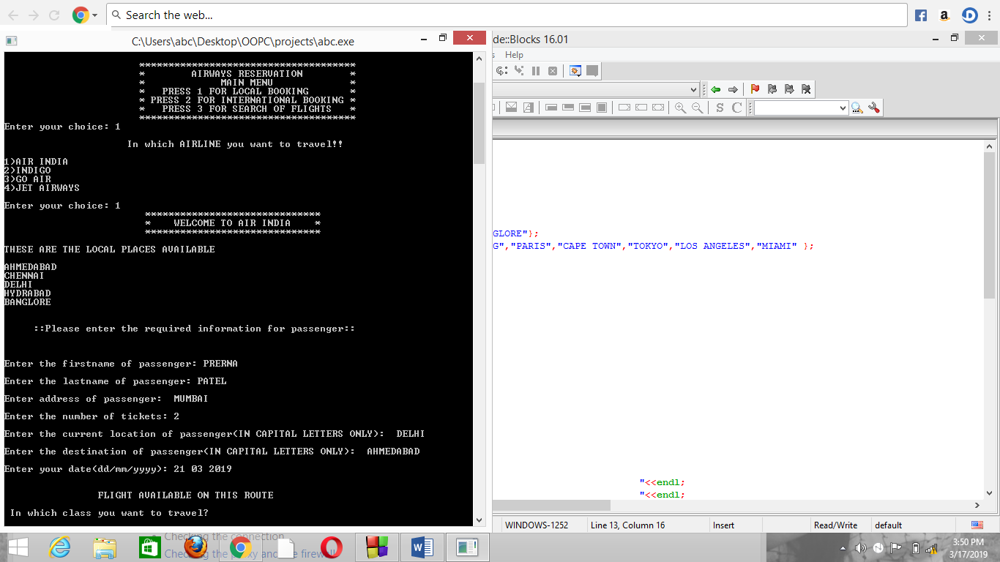 Search the web...
C:\Users\abc\Desktop\OOPC\projects\abc.exe
*************************************
* AIRWAYS RESERVATION *
* MAIN MENU *
* PRESS 1 FOR LOCAL BOOKING *
* PRESS 2 FOR INTERNATIONAL BOOKING *
* PRESS 3 FOR SEARCH OF FLIGHTS *
*************************************
Enter your choice: 1
In which AIRLINE you want to travel!!
1)AIR INDIA
2)INDIGO
3)GO AIR
4)JET AIRWAYS
Enter your choice: 1
******************************
* WELCOME TO AIR INDIA *
******************************
THESE ARE THE LOCAL PLACES AVAILABLE
AHMEDABAD
CHENNAI
DELHI
HYDRABAD
BANGLORE
::Please enter the required information for passenger::
Enter the firstname of passenger: PRERNA
Enter the lastname of passenger: PATEL
Enter address of passenger: MUMBAI
Enter the number of tickets: 2
Enter the current location of passenger(IN CAPITAL LETTERS ONLY): DELHI
Enter the destination of passenger(IN CAPITAL LETTERS ONLY): AHMEDABAD
Enter your date(dd/mm/yyyy): 21 03 2019
FLIGHT AVAILABLE ON THIS ROUTE
In which class you want to travel?
de::Blocks 16.01
s Help
S C
GLORE"};
G","PARIS","CAPE TOWN","TOKYO","LOS ANGELES","MIAMI" };
"<<endl;
"<<endl;
WINDOWS-1252 Line 13, Column 16 Insert Read/Write default
Checking the connection
Checking the proxy and the firewall
3:50 PM
3/17/2019